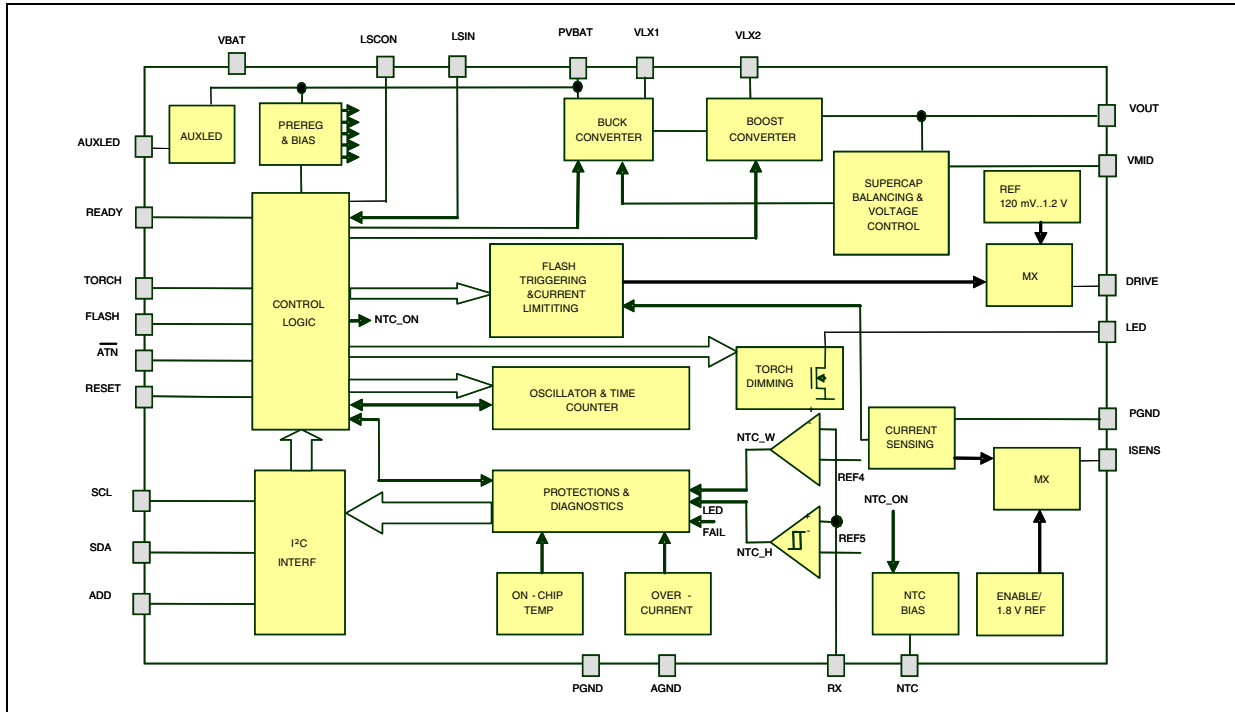 VBAT
LSCON
LSIN
PVBAT
VLX1
VLX2
AUXLED
AUXLED
PREREG
& BIAS
BUCK
CONVERTER
BOOST
CONVERTER
VOUT
VMID
SUPERCAP
BALANCING &
VOLTAGE
CONTROL
REF
120 mV..1.2 V
READY
TORCH
FLASH
ATN
RESET
CONTROL
LOGIC
NTC_ON
FLASH
TRIGGERING
&CURRENT
LIMITITING
MX
DRIVE
LED
TORCH
DIMMING
OSCILLATOR & TIME
COUNTER
+
-
NTC_W
REF4
CURRENT
SENSING
PGND
ISENS
MX
SCL
SDA
ADD
I²C
INTERF
PROTECTIONS &
DIAGNOSTICS
LED
FAIL
NTC_H
+
-
REF5
NTC_ON
ON - CHIP
TEMP
OVER -
CURRENT
NTC
BIAS
ENABLE/
1.8 V REF
PGND
AGND
RX
NTC